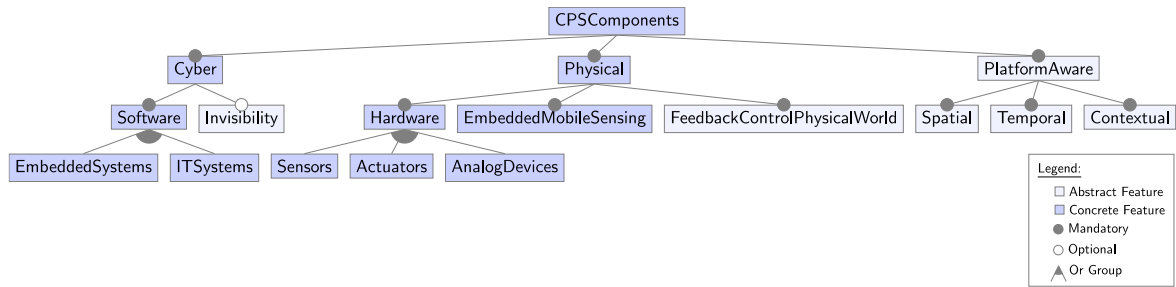 CPSComponents
Cyber
Physical
PlatformAware
Software
Invisibility
Hardware
EmbeddedMobileSensing
FeedbackControlPhysicalWorld
Spatial
Temporal
Contextual
EmbeddedSystems
ITSystems
Sensors
Actuators
AnalogDevices
Legend:
Abstract Feature
Concrete Feature
Mandatory
Optional
Or Group